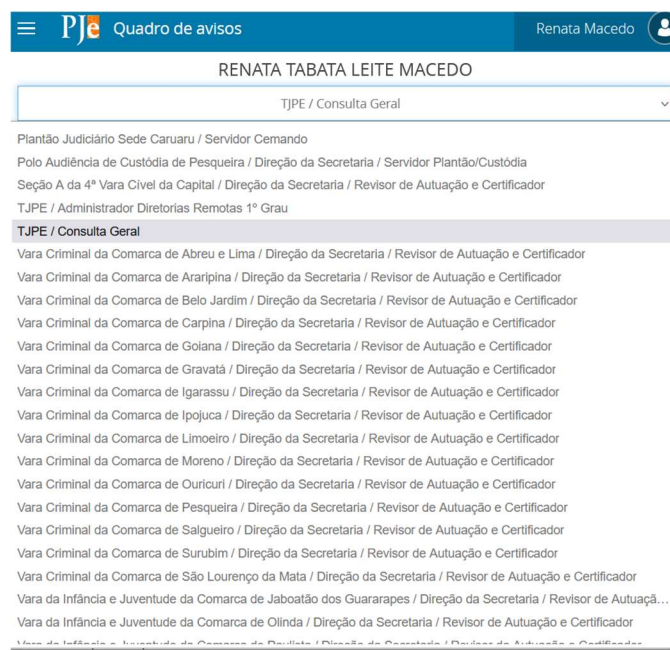 PJe Quadro de avisos Renata Macedo
RENATA TABATA LEITE MACEDO
TJPE / Consulta Geral
Plantão Judiciário Sede Caruaru / Servidor Cemando
Polo Audiência de Custódia de Pesqueira / Direção da Secretaria / Servidor Plantão/Custódia
Seção A da 4ª Vara Cível da Capital / Direção da Secretaria / Revisor de Autuação e Certificador
TJPE / Administrador Diretorias Remotas 1º Grau
TJPE / Consulta Geral
Vara Criminal da Comarca de Abreu e Lima / Direção da Secretaria / Revisor de Autuação e Certificador
Vara Criminal da Comarca de Araripina / Direção da Secretaria / Revisor de Autuação e Certificador
Vara Criminal da Comarca de Belo Jardim / Direção da Secretaria / Revisor de Autuação e Certificador
Vara Criminal da Comarca de Carpina / Direção da Secretaria / Revisor de Autuação e Certificador
Vara Criminal da Comarca de Goiana / Direção da Secretaria / Revisor de Autuação e Certificador
Vara Criminal da Comarca de Gravatá / Direção da Secretaria / Revisor de Autuação e Certificador
Vara Criminal da Comarca de Igarassu / Direção da Secretaria / Revisor de Autuação e Certificador
Vara Criminal da Comarca de Ipojuca / Direção da Secretaria / Revisor de Autuação e Certificador
Vara Criminal da Comarca de Limoeiro / Direção da Secretaria / Revisor de Autuação e Certificador
Vara Criminal da Comarca de Moreno / Direção da Secretaria / Revisor de Autuação e Certificador
Vara Criminal da Comarca de Ouricuri / Direção da Secretaria / Revisor de Autuação e Certificador
Vara Criminal da Comarca de Pesqueira / Direção da Secretaria / Revisor de Autuação e Certificador
Vara Criminal da Comarca de Salgueiro / Direção da Secretaria / Revisor de Autuação e Certificador
Vara Criminal da Comarca de Surubim / Direção da Secretaria / Revisor de Autuação e Certificador
Vara Criminal da Comarca de São Lourenço da Mata / Direção da Secretaria / Revisor de Autuação e Certificador
Vara da Infância e Juventude da Comarca de Jaboatão dos Guararapes / Direção da Secretaria / Revisor de Autuaçã...
Vara da Infância e Juventude da Comarca de Olinda / Direção da Secretaria / Revisor de Autuação e Certificador
Vara da Infância e Juventude da Comarca de Paulista / Direção da Secretaria / Revisor de Autuação e Certificador